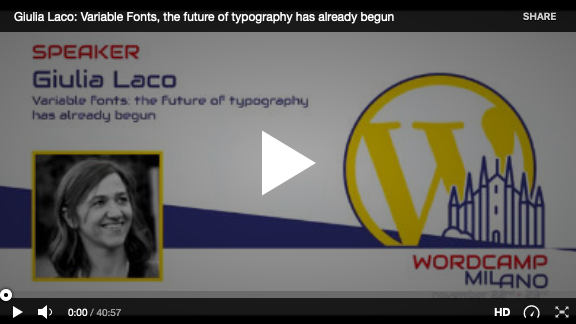 Giulia Laco: Variable Fonts, the future of typography has already begun
SHARE
SPEAKER
Giulia Laco
Variable fonts: the future of typography
has already begun
W
WORDCAMP
MILANO
0:00 / 40:57
HD